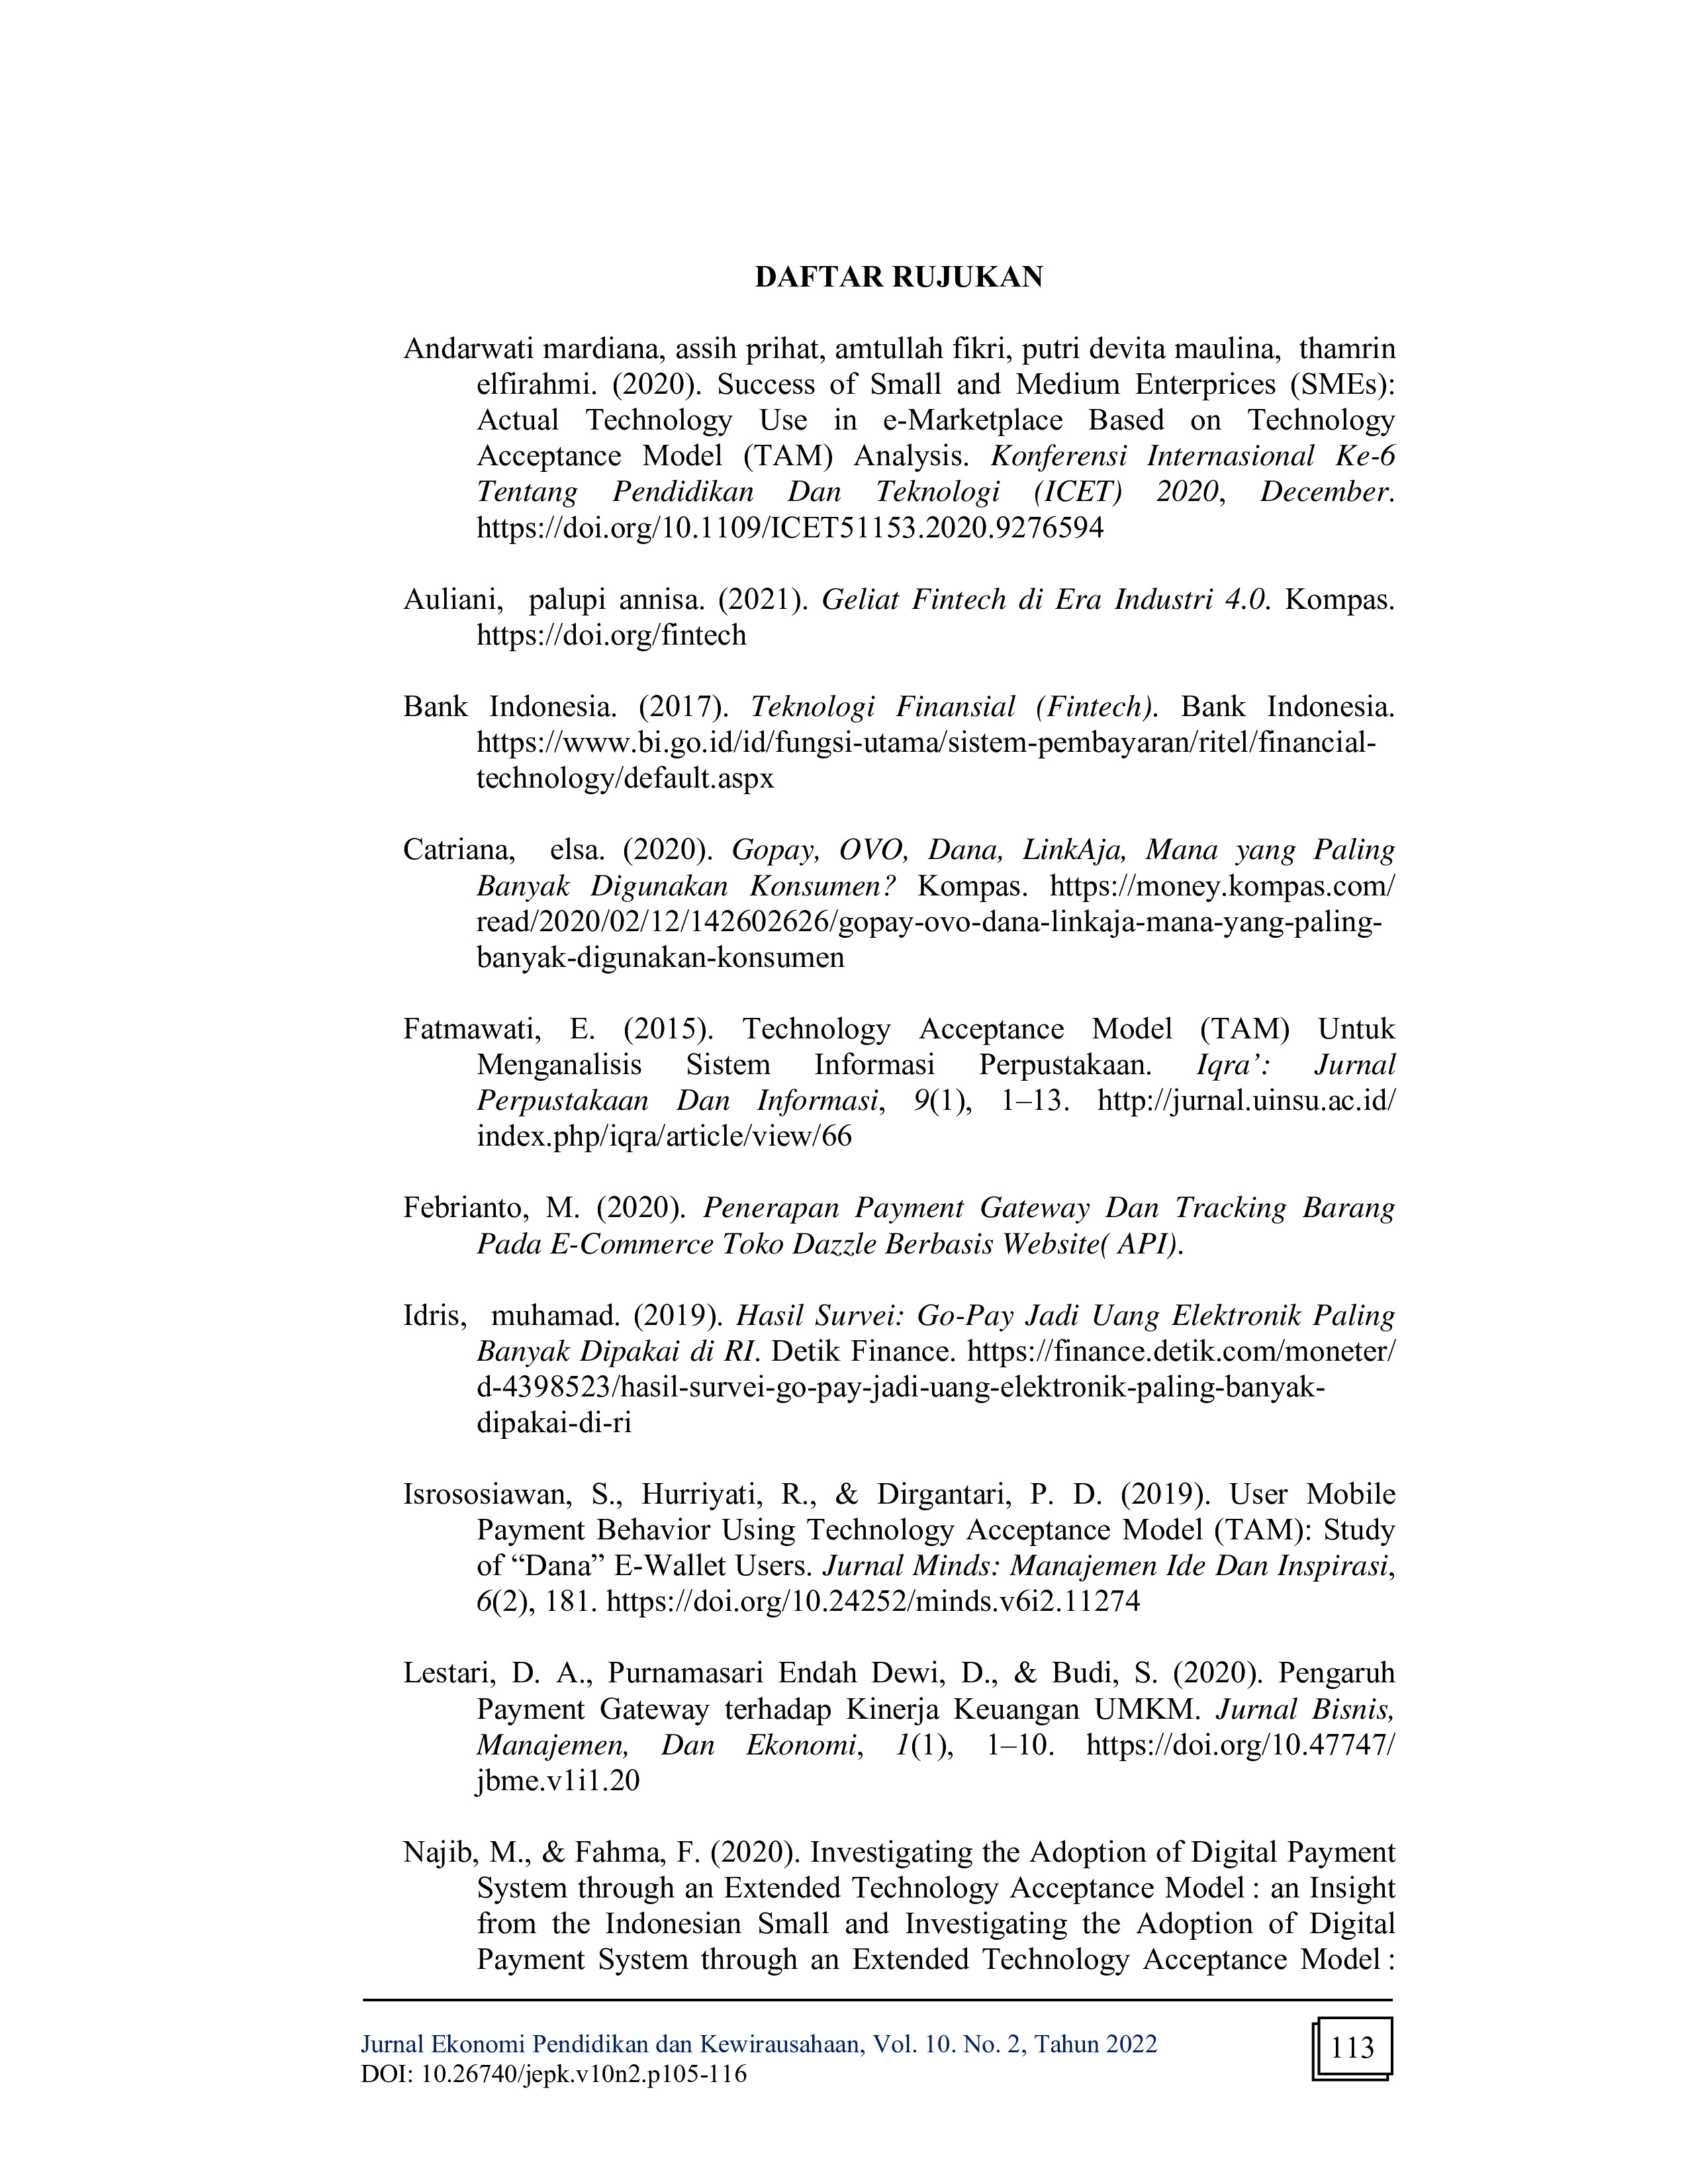 DAFTAR RUJUKAN
Andarwati mardiana, assih prihat, amtullah fikri, putri devita maulina, thamrin
elfirahmi. (2020). Success of Small and Medium Enterprices (SMEs):
Actual Technology Use in e-Marketplace Based on Technology
Acceptance Model (TAM) Analysis. Konferensi Internasional Ke-6
Tentang Pendidikan Dan Teknologi (ICET) 2020, December.
https://doi.org/10.1109/ICET51153.2020.9276594
Auliani, palupi annisa. (2021). Geliat Fintech di Era Industri 4.0. Kompas.
https://doi.org/fintech
Bank Indonesia. (2017). Teknologi Finansial (Fintech). Bank Indonesia.
https://www.bi.go.id/id/fungsi-utama/sistem-pembayaran/ritel/financial-
technology/default.aspx
Catriana, elsa. (2020). Gopay, OVO, Dana, LinkAja, Mana yang Paling
Banyak Digunakan Konsumen? Kompas. https://money.kompas.com/
read/2020/02/12/142602626/gopay-ovo-dana-linkaja-mana-yang-paling-
banyak-digunakan-konsumen
Fatmawati, E. (2015). Technology Acceptance Model (TAM) Untuk
Menganalisis Sistem Informasi Perpustakaan. Iqra’: Jurnal
Perpustakaan Dan Informasi, 9(1), 1–13. http://jurnal.uinsu.ac.id/
index.php/iqra/article/view/66
Febrianto, M. (2020). Penerapan Payment Gateway Dan Tracking Barang
Pada E-Commerce Toko Dazzle Berbasis Website( API).
Idris, muhamad. (2019). Hasil Survei: Go-Pay Jadi Uang Elektronik Paling
Banyak Dipakai di RI. Detik Finance. https://finance.detik.com/moneter/
d-4398523/hasil-survei-go-pay-jadi-uang-elektronik-paling-banyak-
dipakai-di-ri
Isrososiawan, S., Hurriyati, R., & Dirgantari, P. D. (2019). User Mobile
Payment Behavior Using Technology Acceptance Model (TAM): Study
of “Dana” E-Wallet Users. Jurnal Minds: Manajemen Ide Dan Inspirasi,
6(2), 181. https://doi.org/10.24252/minds.v6i2.11274
Lestari, D. A., Purnamasari Endah Dewi, D., & Budi, S. (2020). Pengaruh
Payment Gateway terhadap Kinerja Keuangan UMKM. Jurnal Bisnis,
Manajemen, Dan Ekonomi, 1(1), 1–10. https://doi.org/10.47747/
jbme.v1i1.20
Najib, M., & Fahma, F. (2020). Investigating the Adoption of Digital Payment
System through an Extended Technology Acceptance Model : an Insight
from the Indonesian Small and Investigating the Adoption of Digital
Payment System through an Extended Technology Acceptance Model :
Jurnal Ekonomi Pendidikan dan Kewirausahaan, Vol. 10. No. 2, Tahun 2022
DOI: 10.26740/jepk.v10n2.p105-116
113